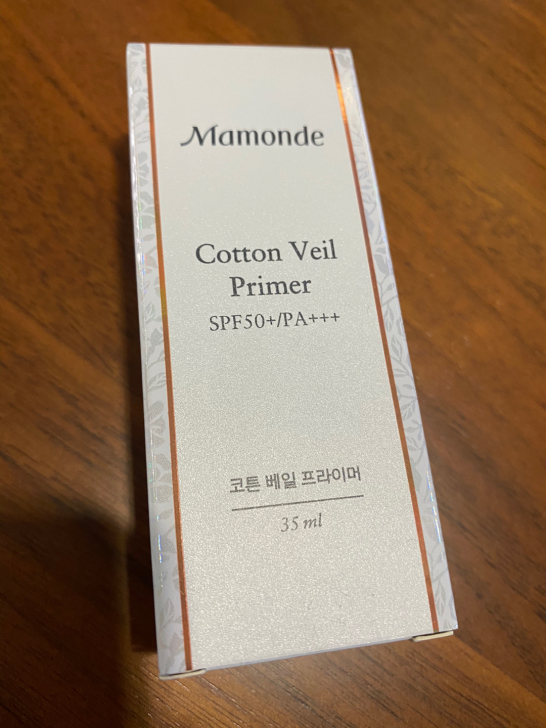 Mamonde
Cotton Veil
Primer
SPF50+/PA+++
코튼 베일 프라이머
35 ml